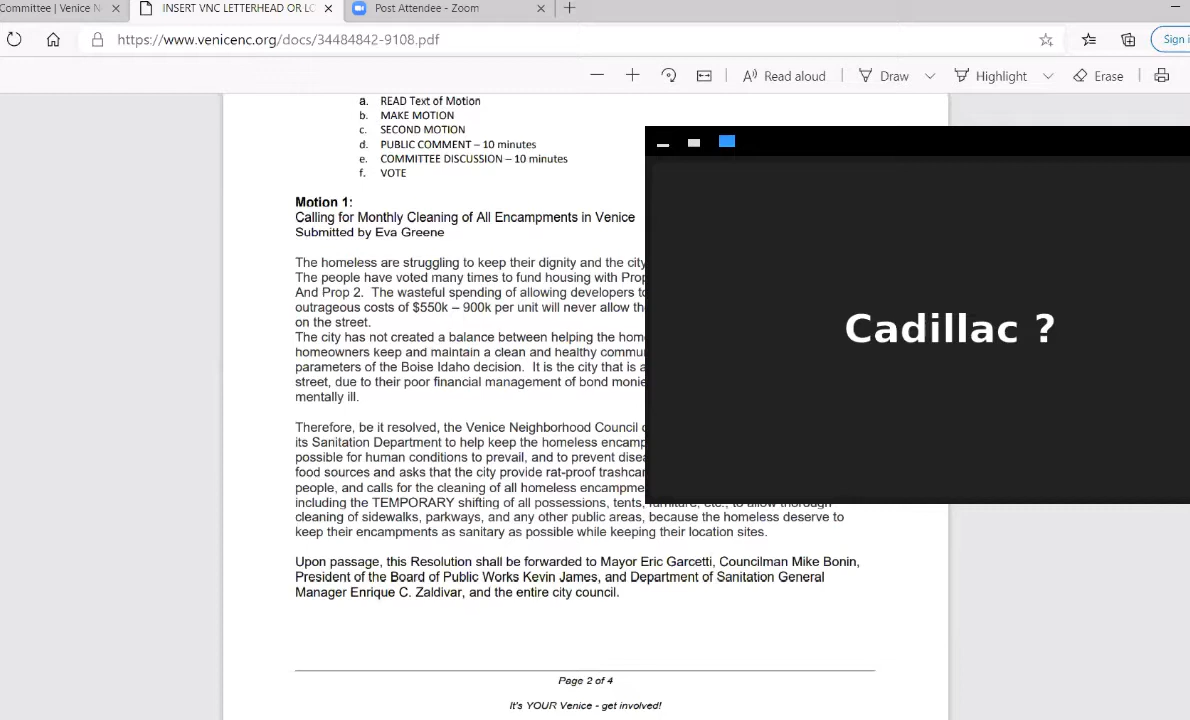 Committee | Venice N
INSERT VNC LETTERHEAD OR LO
Post Attendee - Zoom
https://www.venicenc.org/docs/34484842-9108.pdf
Sign i
Read aloud
Draw
Highlight
Erase
a. READ Text of Motion
b. MAKE MOTION
c. SECOND MOTION
d. PUBLIC COMMENT – 10 minutes
e. COMMITTEE DISCUSSION – 10 minutes
f. VOTE
Motion 1:
Calling for Monthly Cleaning of All Encampments in Venice
Submitted by Eva Greene
The homeless are struggling to keep their dignity and the city
The people have voted many times to fund housing with Prop
And Prop 2. The wasteful spending of allowing developers to
outrageous costs of $550k – 900k per unit will never allow th
on the street.
The city has not created a balance between helping the hom
homeowners keep and maintain a clean and healthy commu
parameters of the Boise Idaho decision. It is the city that is a
street, due to their poor financial management of bond monie
mentally ill.
Therefore, be it resolved, the Venice Neighborhood Council
its Sanitation Department to help keep the homeless encamp
possible for human conditions to prevail, and to prevent disea
food sources and asks that the city provide rat-proof trashca
people, and calls for the cleaning of all homeless encampme
including the TEMPORARY shifting of all possessions, tents, furniture, etc., to allow thorough
cleaning of sidewalks, parkways, and any other public areas, because the homeless deserve to
keep their encampments as sanitary as possible while keeping their location sites.
Upon passage, this Resolution shall be forwarded to Mayor Eric Garcetti, Councilman Mike Bonin,
President of the Board of Public Works Kevin James, and Department of Sanitation General
Manager Enrique C. Zaldivar, and the entire city council.
Page 2 of 4
It's YOUR Venice - get involved!
Cadillac ?